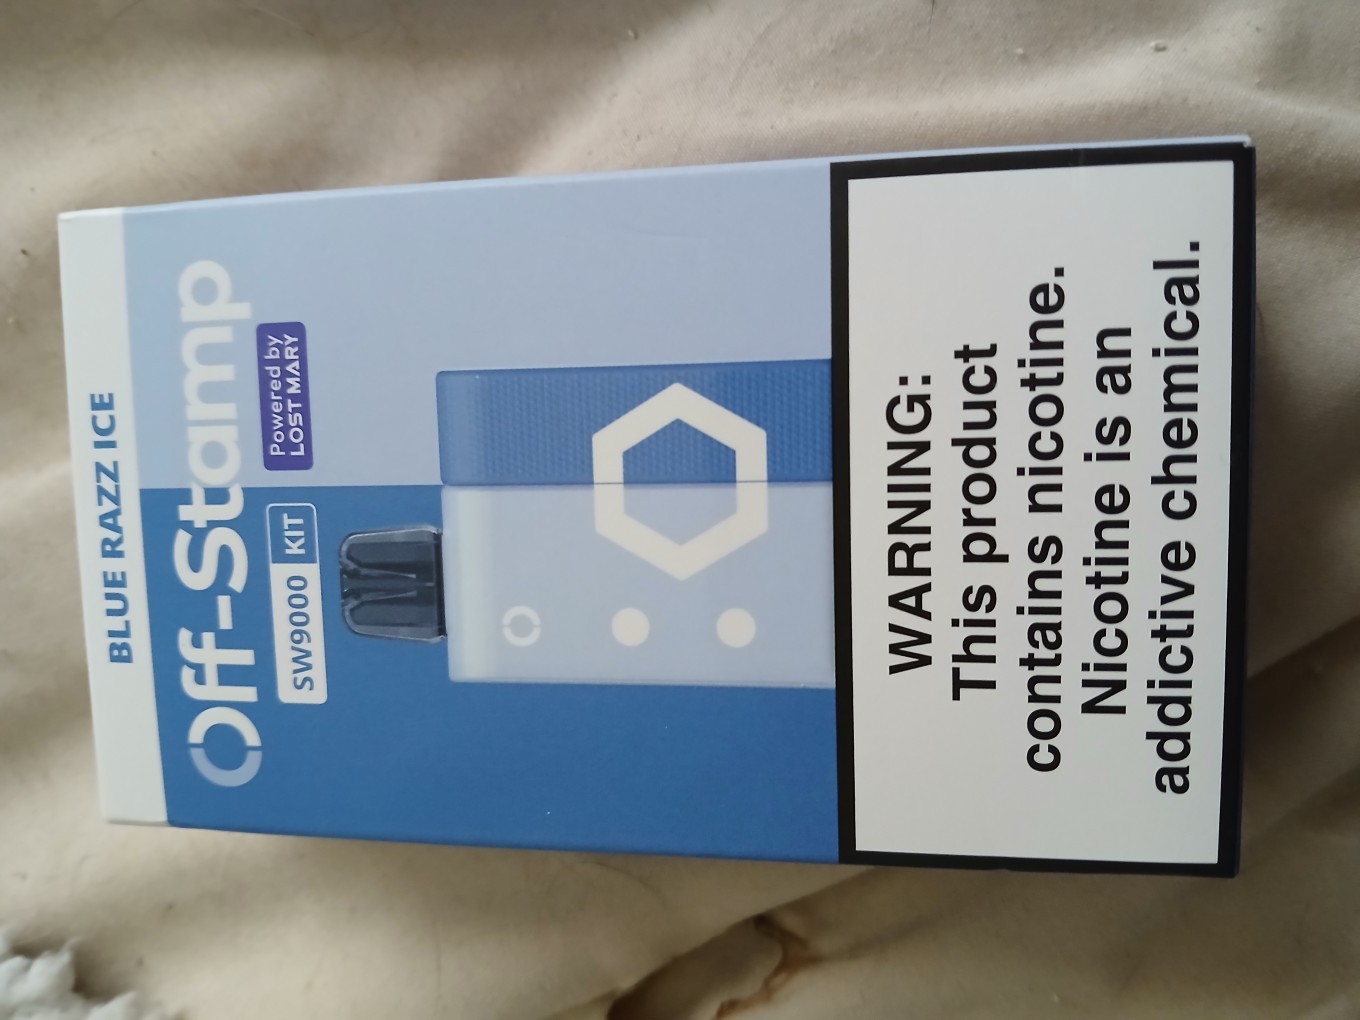 BLUE RAZZ ICE
Off-Stamp
SW9000 KIT
Powered by
LOST MARY
WARNING:
This product
contains nicotine.
Nicotine is an
addictive chemical.